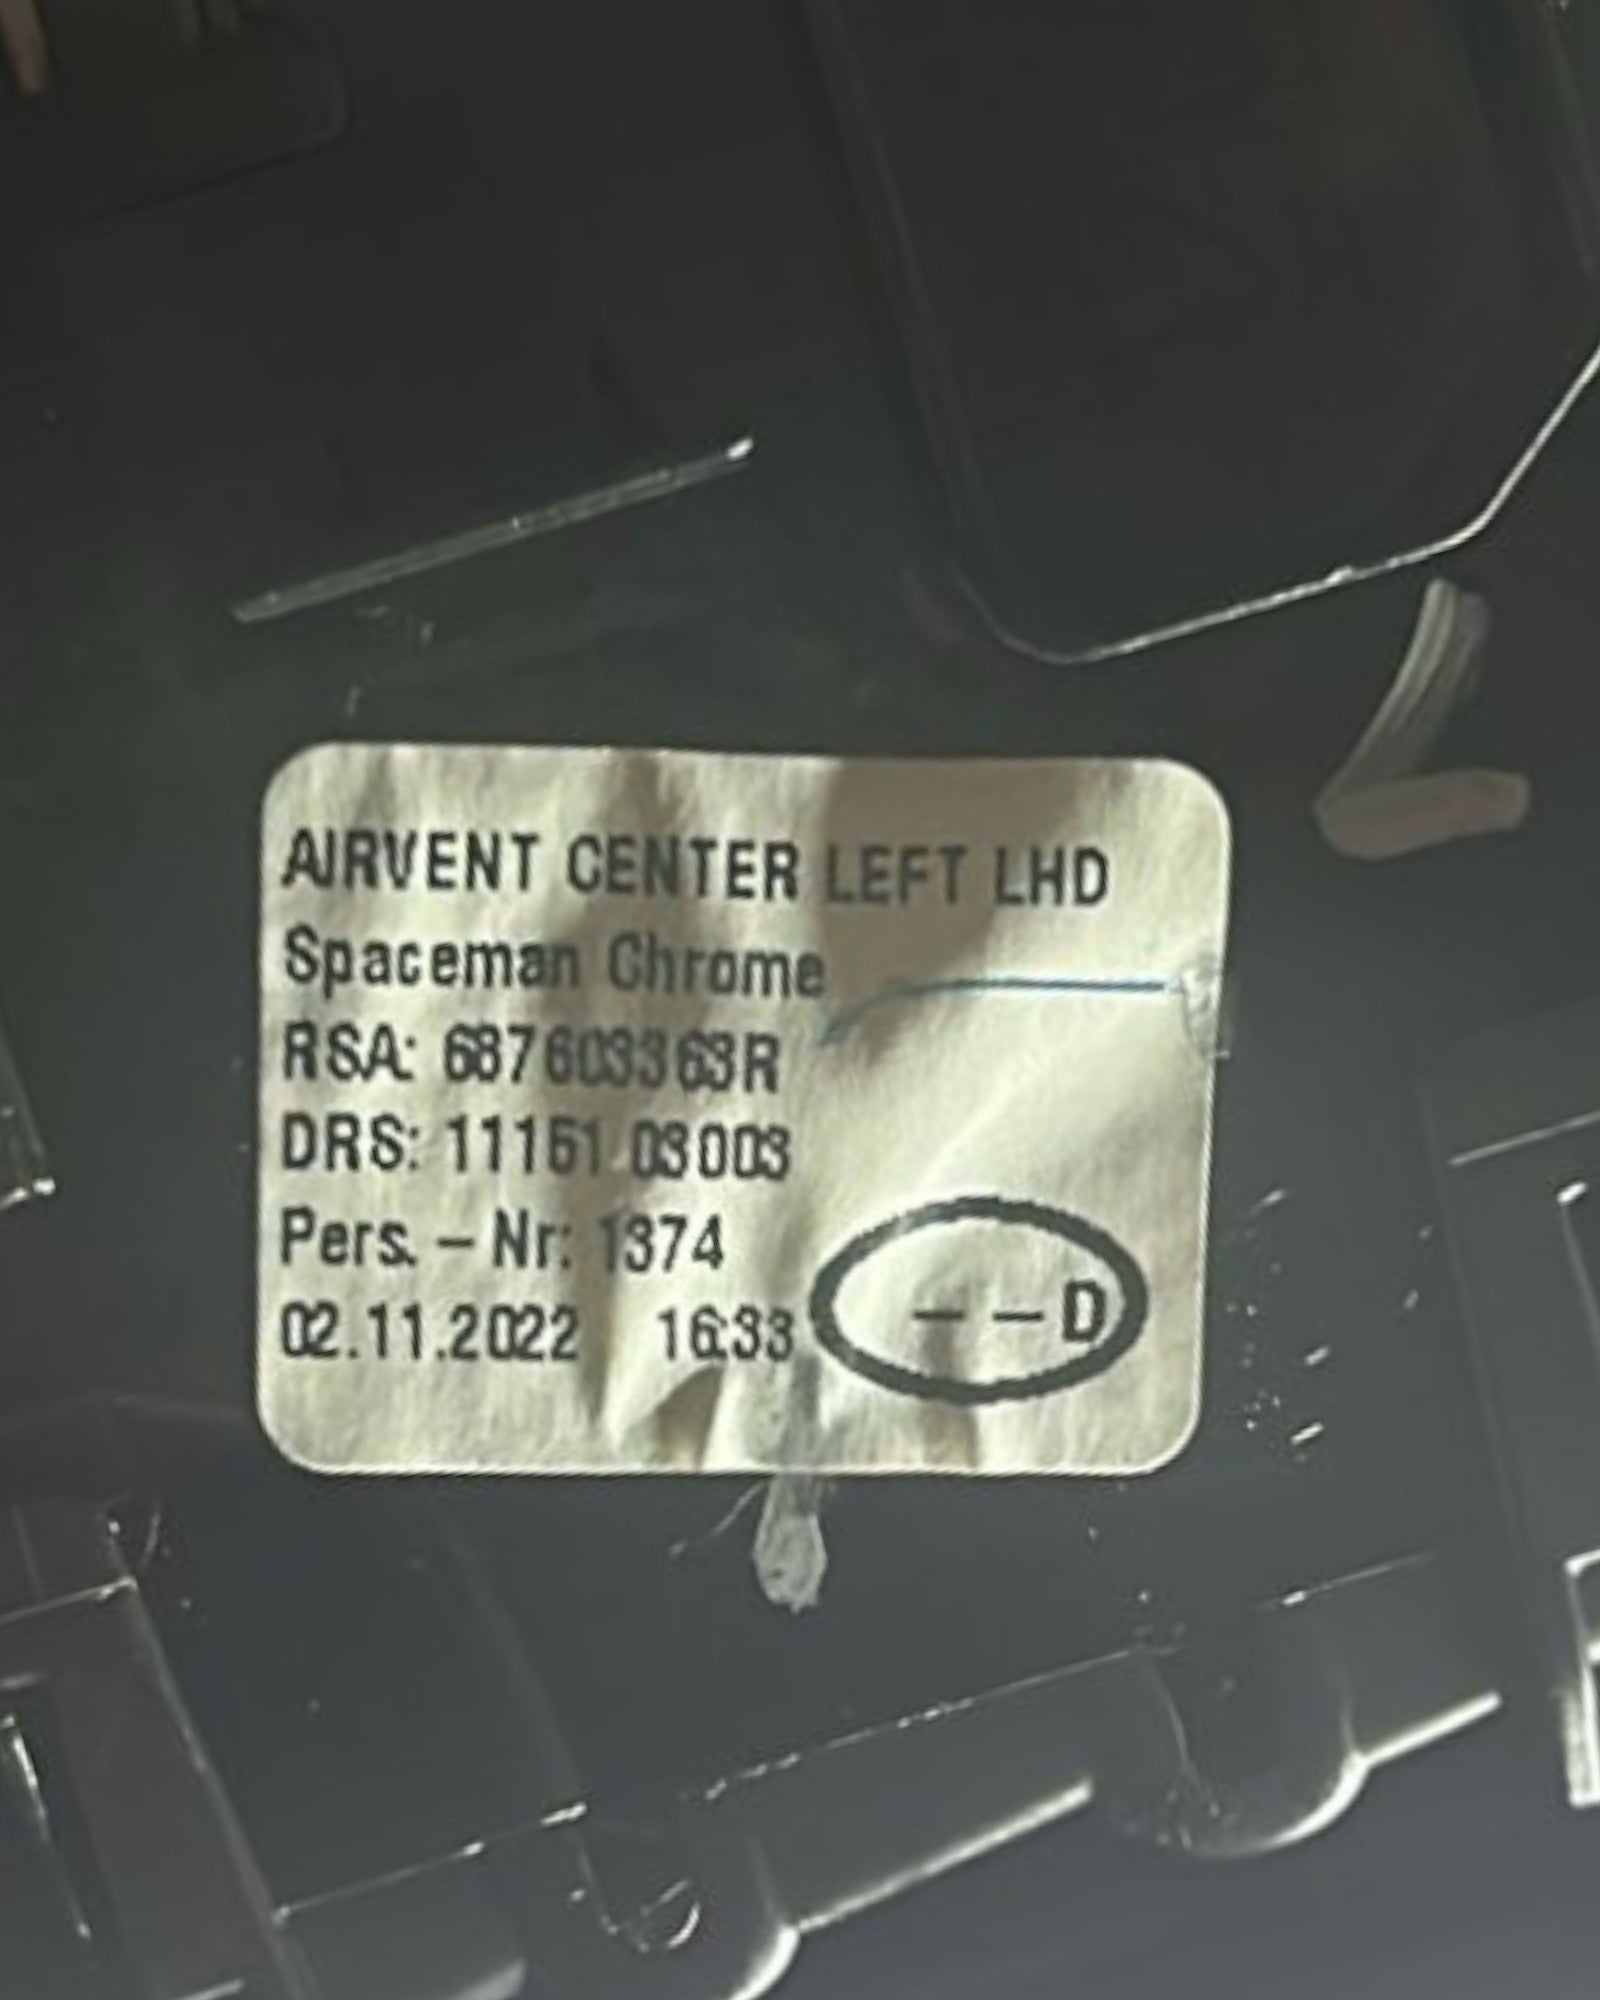 AIRVENT CENTER LEFT LHD
Spaceman Chrome
RSA: 687603363R
DRS: 11161 03003
Pers. – Nr: 1374
02.11.2022 16:33
– – D